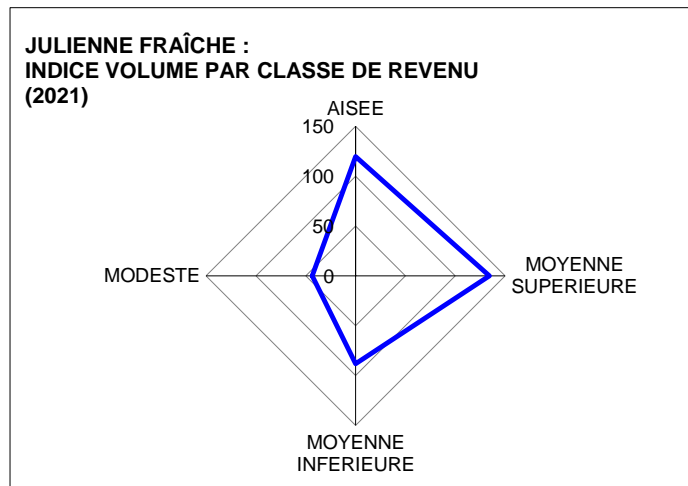 JULIENNE FRAÎCHE :
INDICE VOLUME PAR CLASSE DE REVENU
(2021)
AISEE
150
100
50
0
MODESTE
MOYENNE
SUPERIEURE
MOYENNE
INFERIEURE